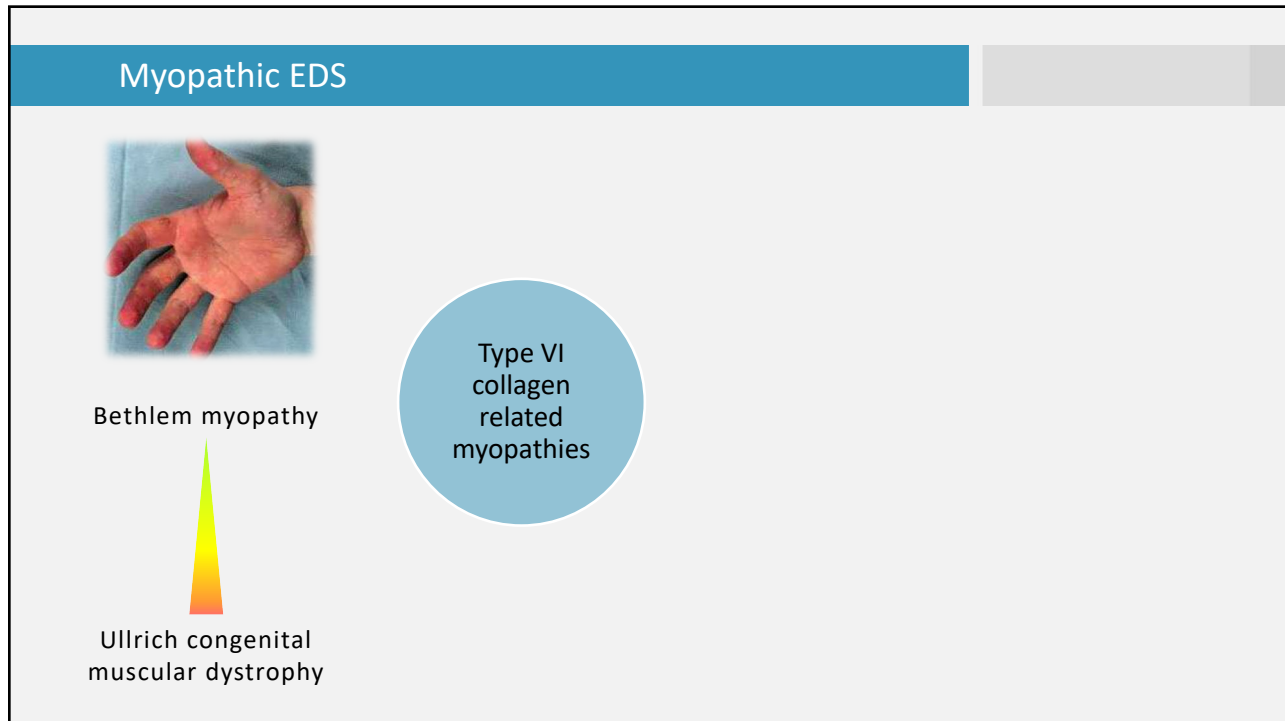 Myopathic EDS
Bethlem myopathy
Type VI
collagen
related
myopathies
Ullrich congenital
muscular dystrophy